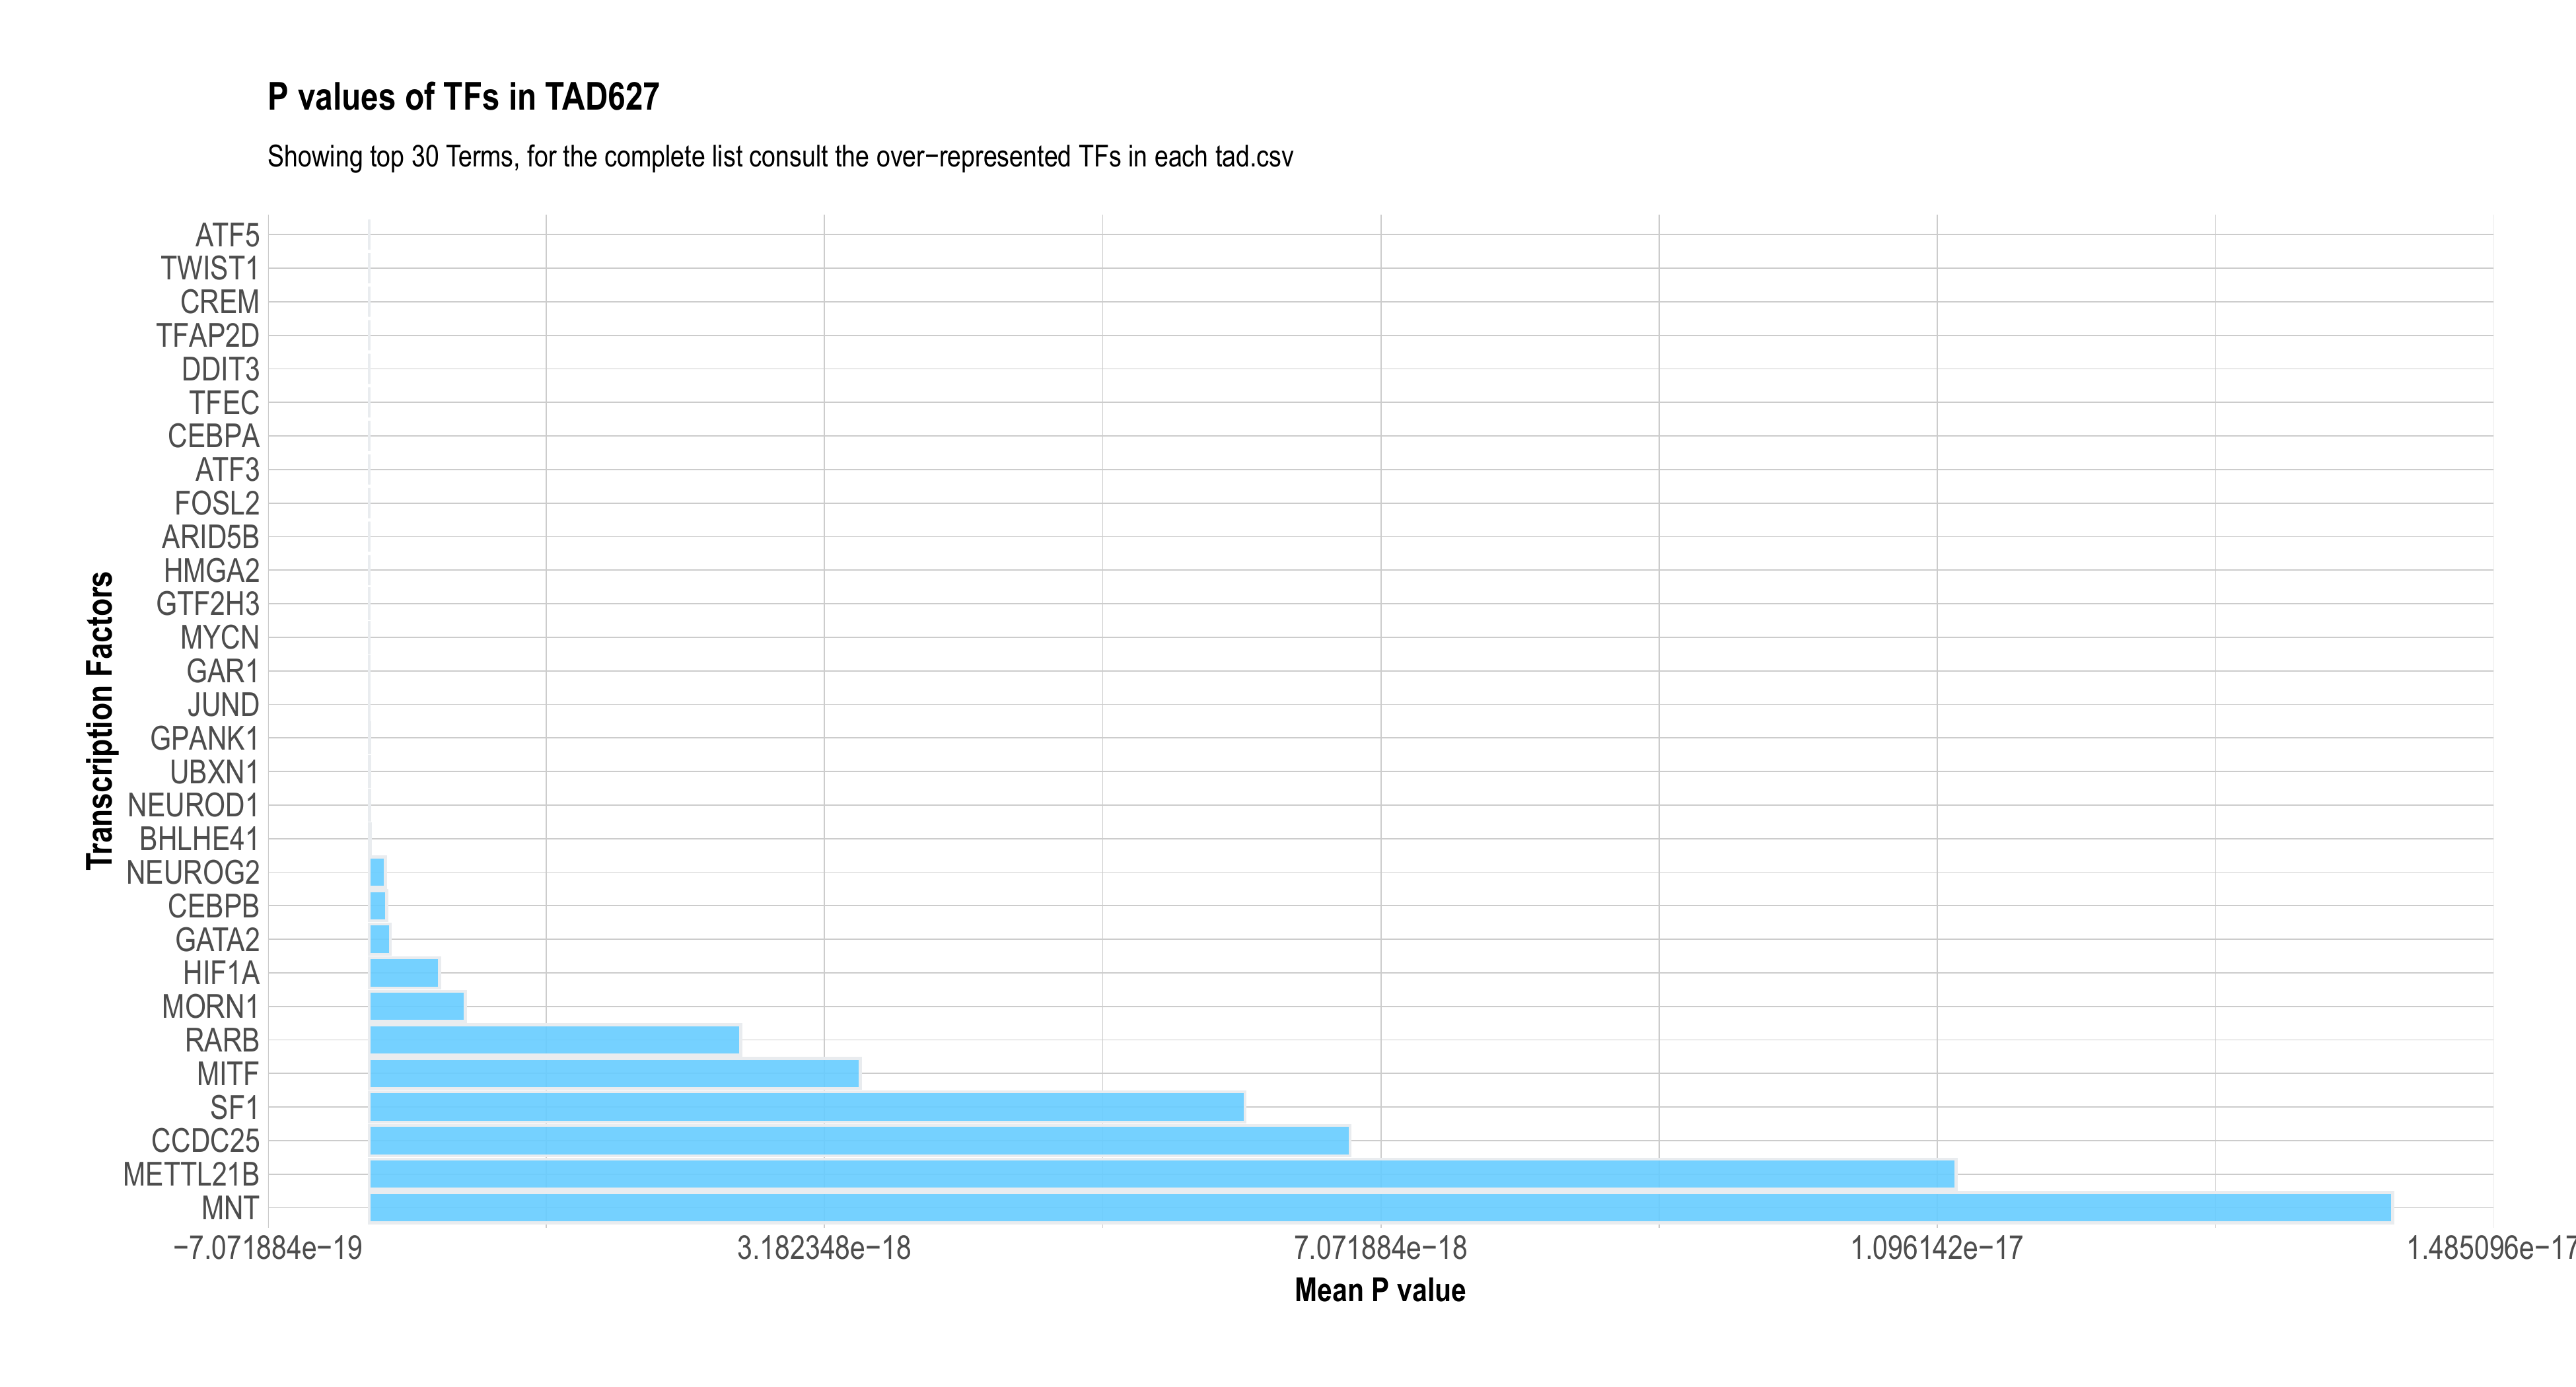 P values of TFs in TAD627
Showing top 30 Terms, for the complete list consult the over−represented TFs in each tad.csv
Transcription Factors
ATF5
TWIST1
CREM
TFAP2D
DDIT3
TFEC
CEBPA
ATF3
FOSL2
ARID5B
HMGA2
GTF2H3
MYCN
GAR1
JUND
GPANK1
UBXN1
NEUROD1
BHLHE41
NEUROG2
CEBPB
GATA2
HIF1A
MORN1
RARB
MITF
SF1
CCDC25
METTL21B
MNT
−7.071884e−19 3.182348e−18 7.071884e−18 1.096142e−17 1.485096e−17
Mean P value